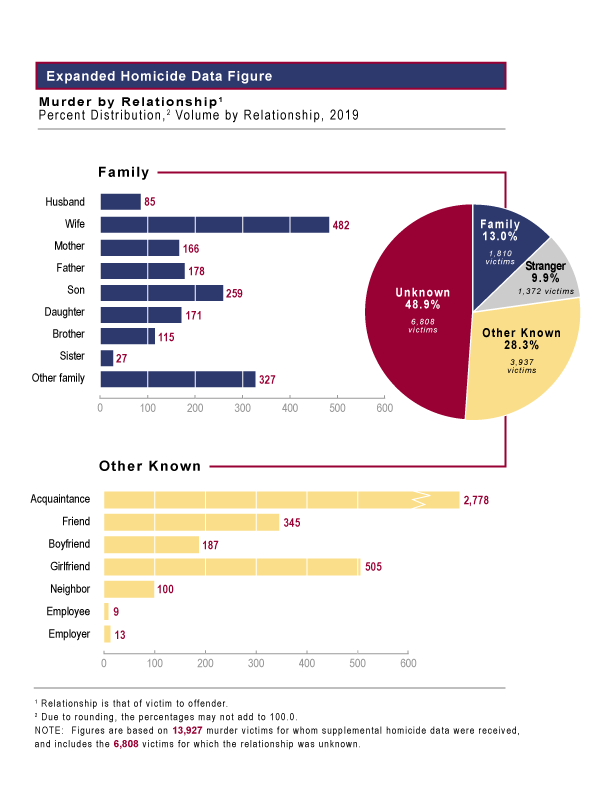 Expanded Homicide Data Figure
Murder by Relationship¹
Percent Distribution,² Volume by Relationship, 2019
Family
Husband 85
Wife 482
Mother 166
Father 178
Son 259
Daughter 171
Brother 115
Sister 27
Other family 327
0 100 200 300 400 500 600
Family
13.0%
1,810
victims
Stranger
9.9%
1,372 victims
Unknown
48.9%
6,808
victims
Other Known
28.3%
3,937
victims
Other Known
Acquaintance 2,778
Friend 345
Boyfriend 187
Girlfriend 505
Neighbor 100
Employee 9
Employer 13
0 100 200 300 400 500 600
¹ Relationship is that of victim to offender.
² Due to rounding, the percentages may not add to 100.0.
NOTE: Figures are based on 13,927 murder victims for whom supplemental homicide data were received,
and includes the 6,808 victims for which the relationship was unknown.